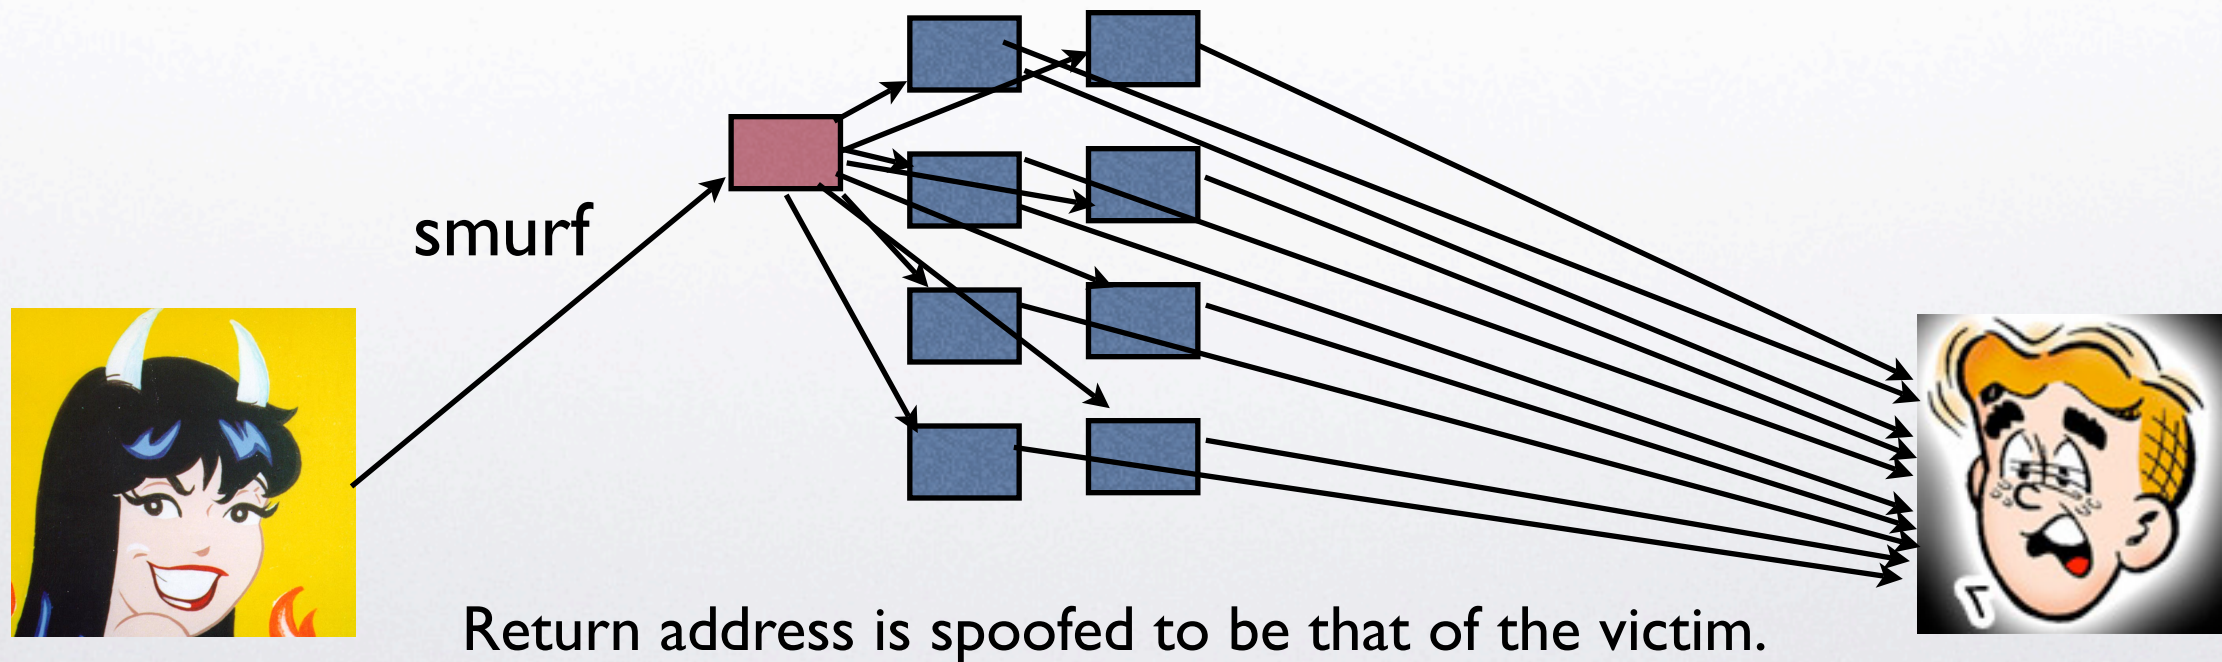 smurf
Return address is spoofed to be that of the victim.